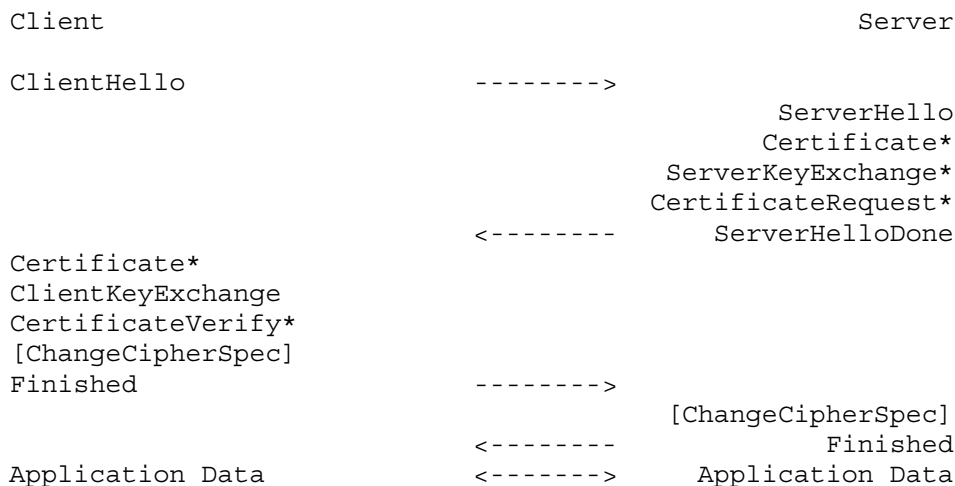 Client Server
ClientHello -------->
ServerHello
Certificate*
ServerKeyExchange*
CertificateRequest*
<-------- ServerHelloDone
Certificate*
ClientKeyExchange
CertificateVerify*
[ChangeCipherSpec]
Finished -------->
[ChangeCipherSpec]
<-------- Finished
Application Data <-------> Application Data